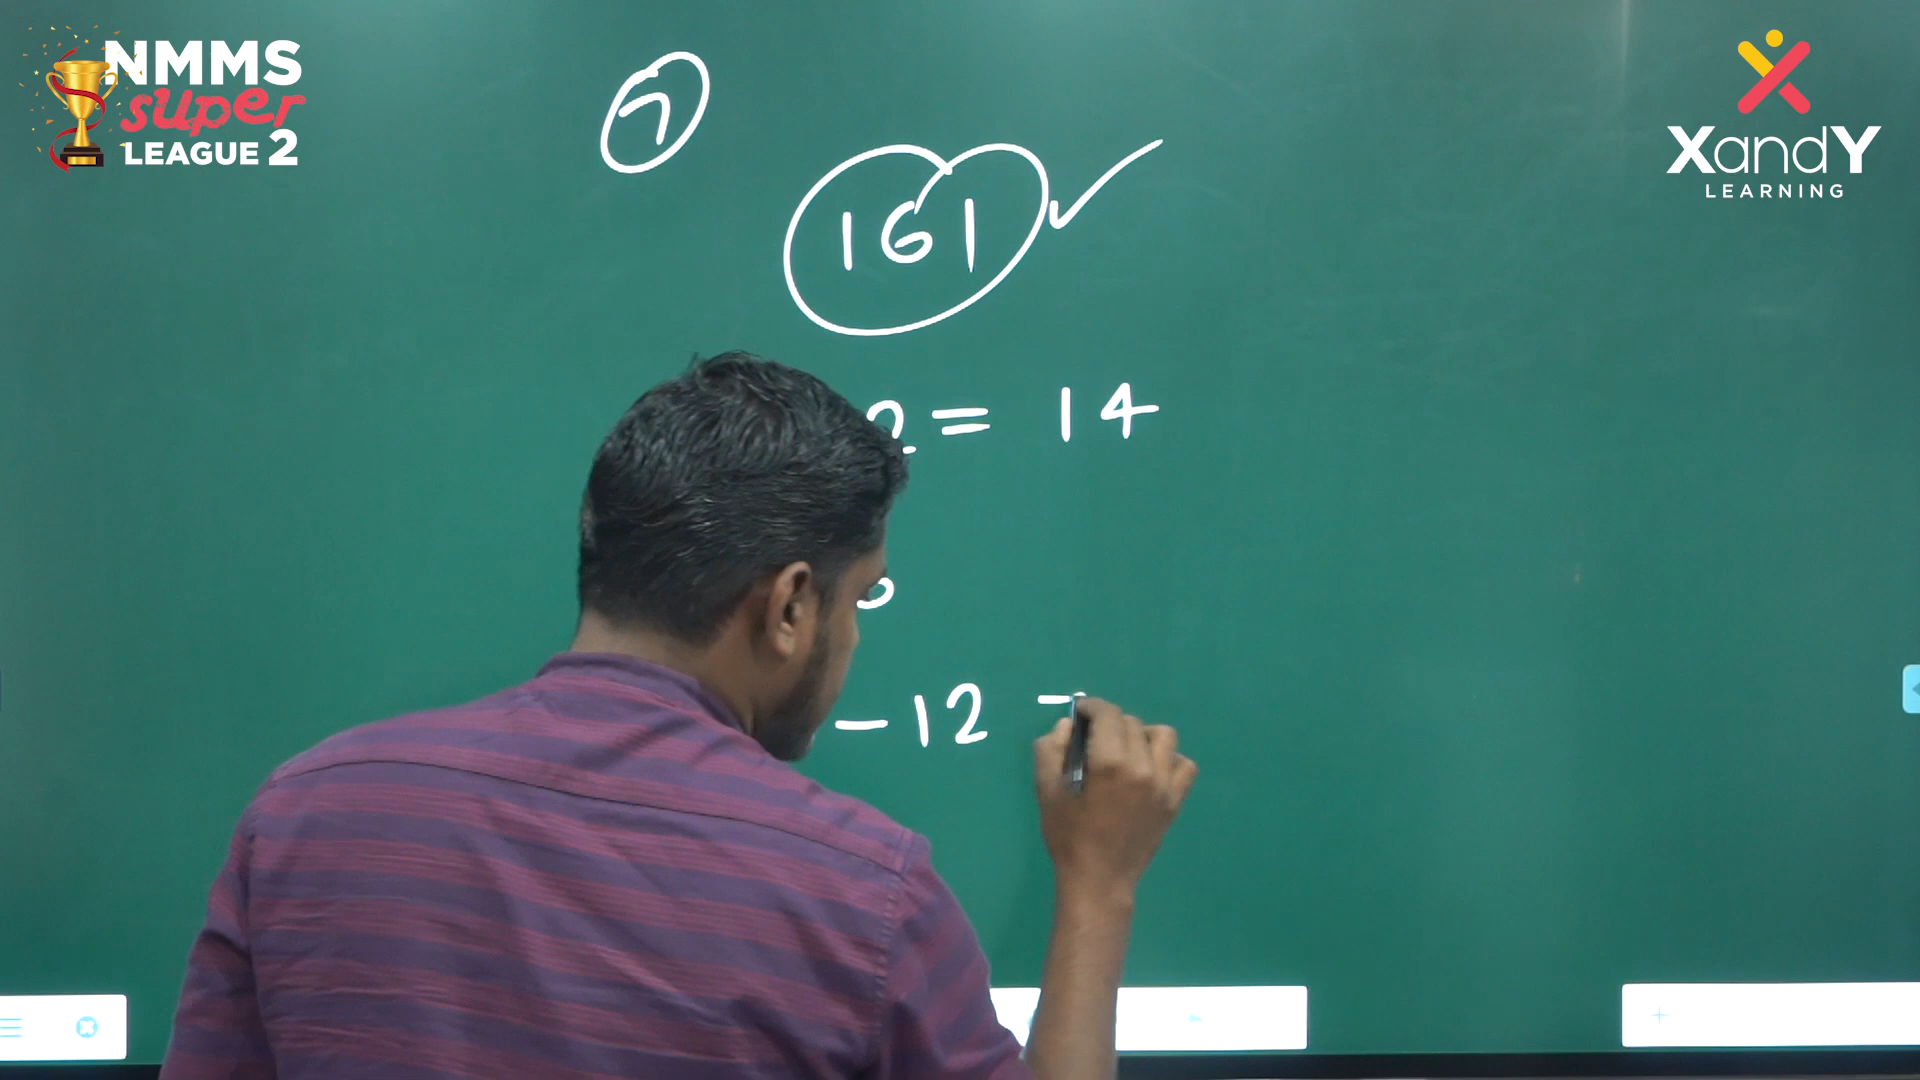 NMMS
super
LEAGUE 2
XandY
LEARNING
7
161
2 = 14
- 12